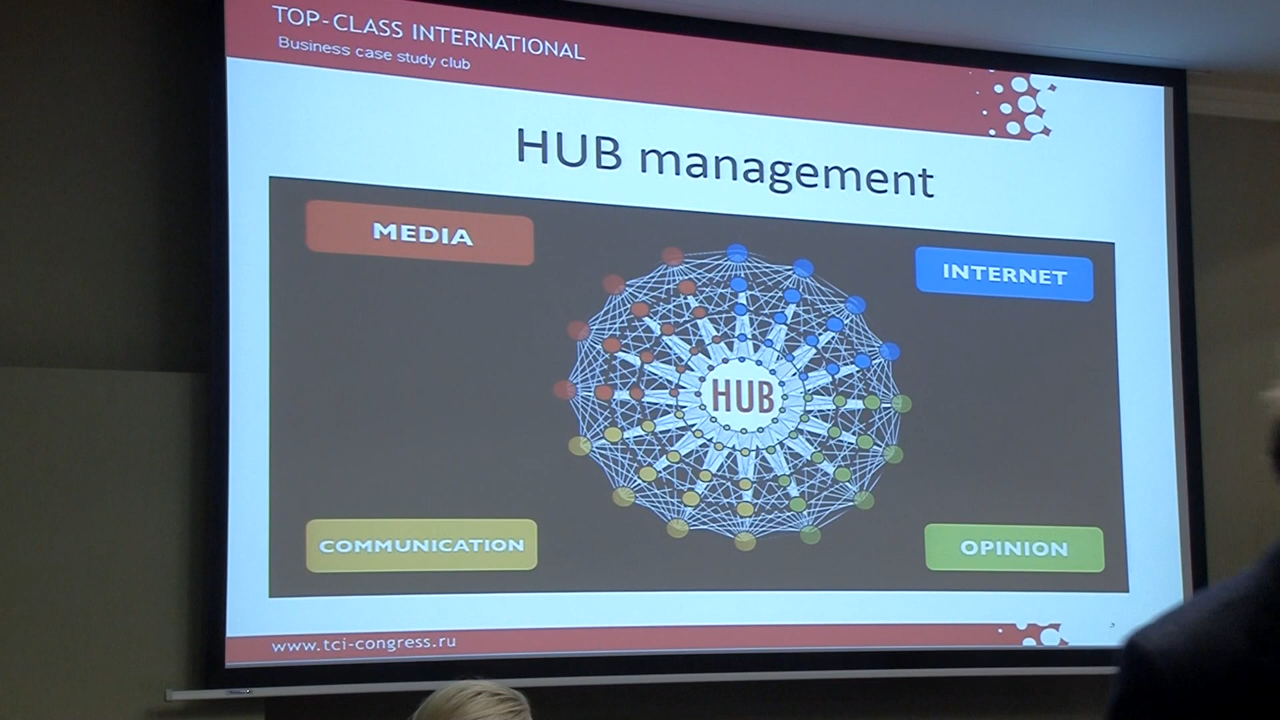 TOP-CLASS INTERNATIONAL
Business case study club
HUB management
MEDIA
INTERNET
HUB
COMMUNICATION
OPINION
www.tci-congress.ru